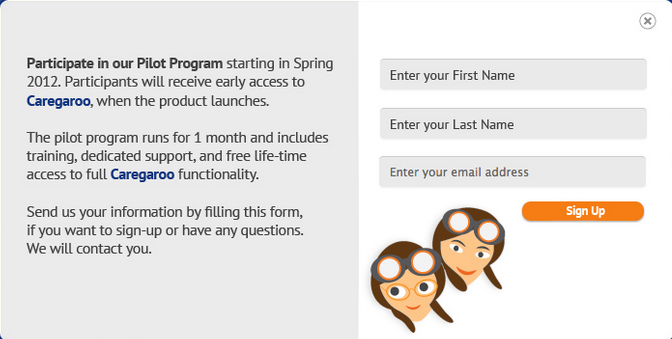 Participate in our Pilot Program starting in Spring
2012. Participants will receive early access to
Caregaroo, when the product launches.
The pilot program runs for 1 month and includes
training, dedicated support, and free life-time
access to full Caregaroo functionality.
Send us your information by filling this form,
if you want to sign-up or have any questions.
We will contact you.
Enter your First Name
Enter your Last Name
Enter your email address
Sign Up